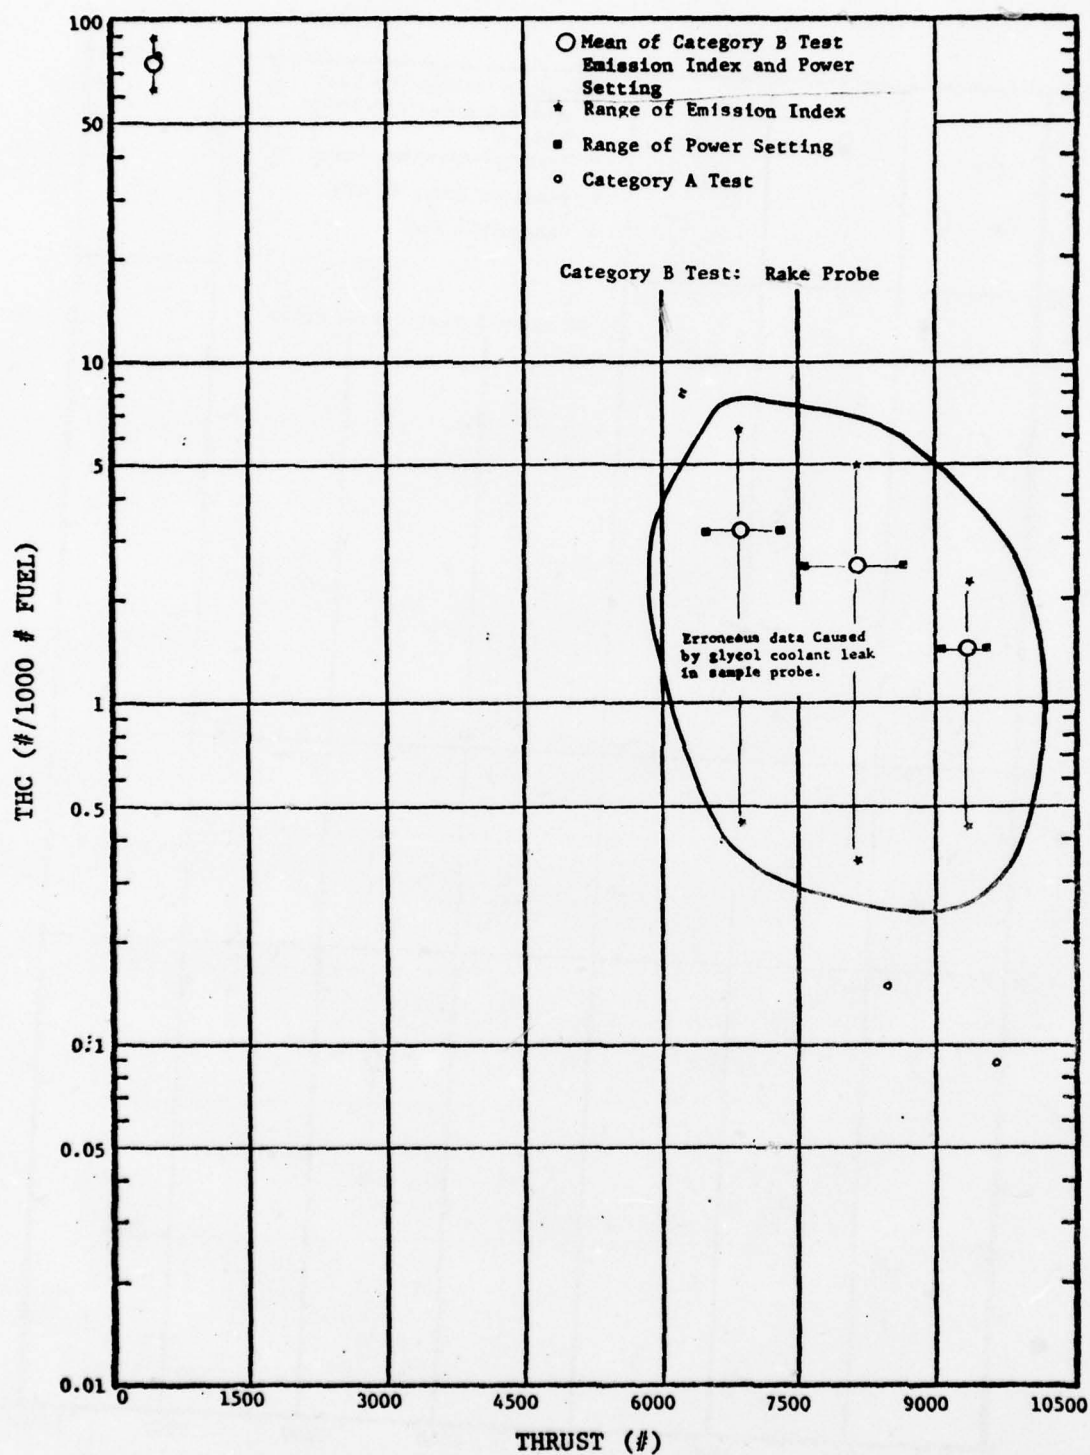 100
50
10
5
1
0.5
0.1
0.05
0.01
THC (#/1000 # FUEL)
Mean of Category B Test
Emission Index and Power
Setting
Range of Emission Index
Range of Power Setting
Category A Test
Category B Test: Rake Probe
Erroneous data Caused
by glycol coolant leak
in sample probe.
0 1500 3000 4500 6000 7500 9000 10500
THRUST (#)